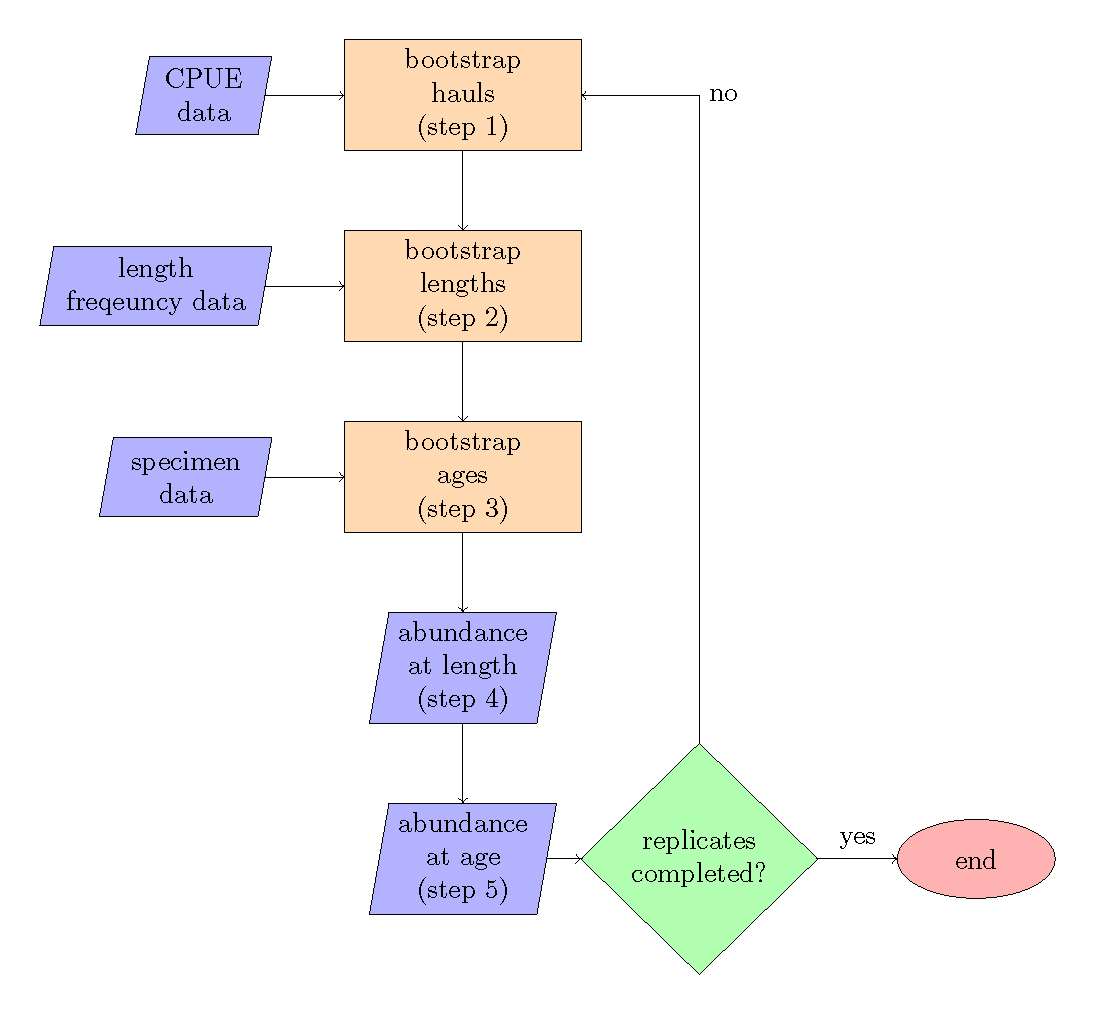 CPUE
data
bootstrap
hauls
(step 1)
no
length
freqeuncy data
bootstrap
lengths
(step 2)
specimen
data
bootstrap
ages
(step 3)
abundance
at length
(step 4)
abundance
at age
(step 5)
replicates
completed?
yes
end